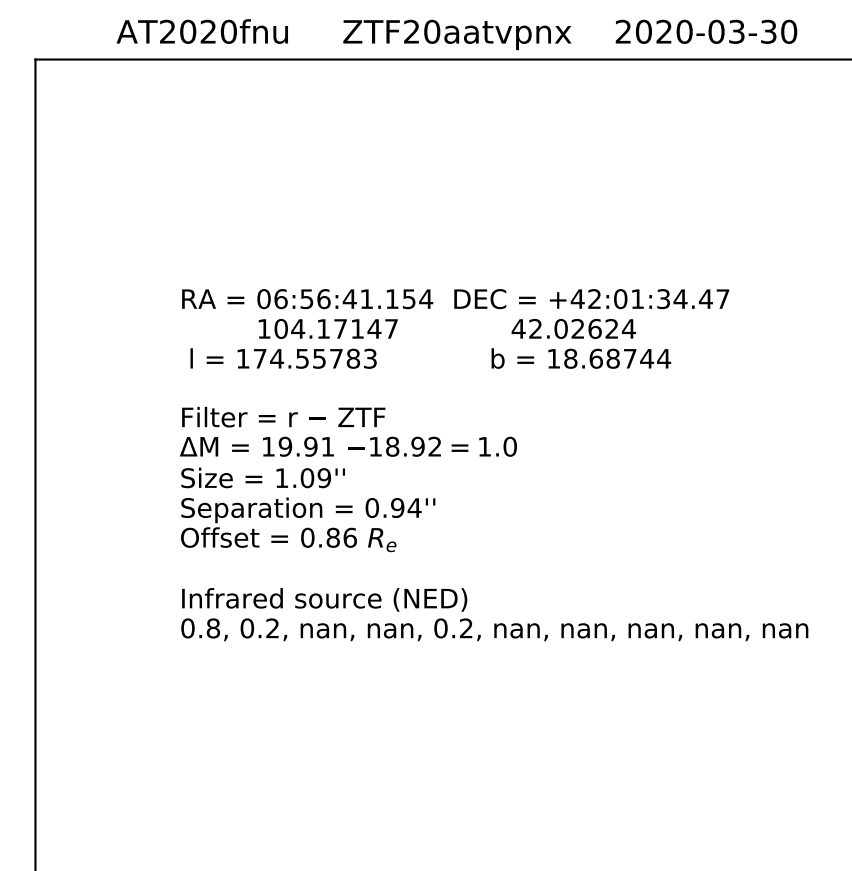 AT2020fnu ZTF20aatvpnx 2020-03-30
RA = 06:56:41.154 DEC = +42:01:34.47
104.17147 42.02624
l = 174.55783 b = 18.68744
Filter = r − ZTF
ΔM = 19.91 −18.92 = 1.0
Size = 1.09''
Separation = 0.94''
Offset = 0.86 Rₑ
Infrared source (NED)
0.8, 0.2, nan, nan, 0.2, nan, nan, nan, nan, nan